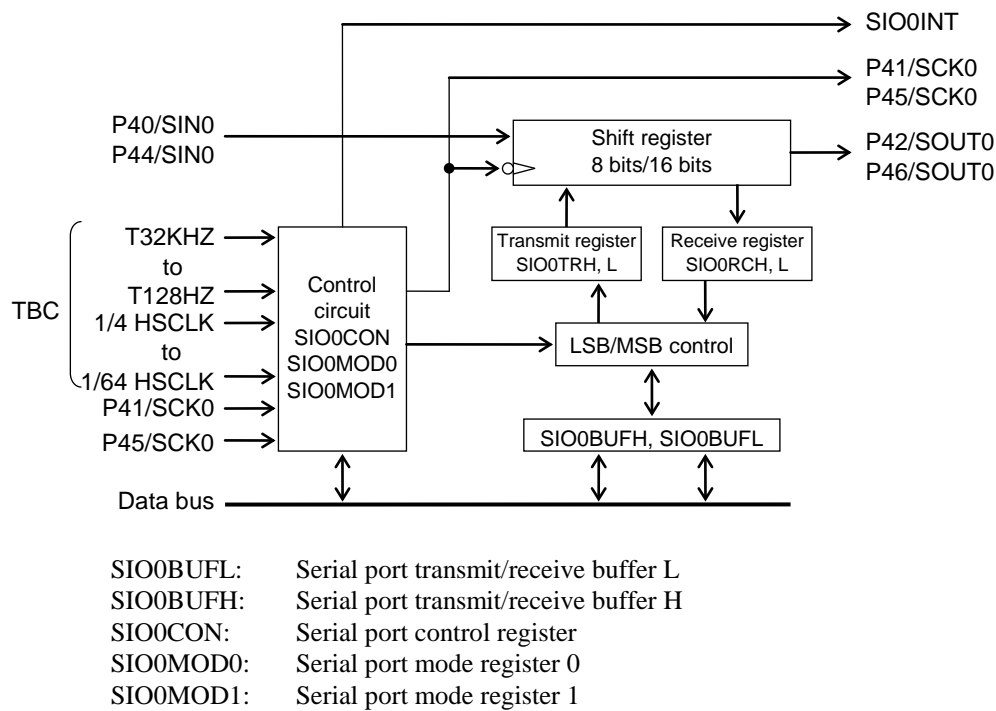 SIO0INT
P41/SCK0
P45/SCK0
P40/SIN0
P44/SIN0
Shift register
8 bits/16 bits
P42/SOUT0
P46/SOUT0
TBC
T32KHZ
to
T128HZ
1/4 HSCLK
to
1/64 HSCLK
P41/SCK0
P45/SCK0
Control
circuit
SIO0CON
SIO0MOD0
SIO0MOD1
Transmit register
SIO0TRH, L
Receive register
SIO0RCH, L
LSB/MSB control
SIO0BUFH, SIO0BUFL
Data bus
SIO0BUFL: Serial port transmit/receive buffer L
SIO0BUFH: Serial port transmit/receive buffer H
SIO0CON: Serial port control register
SIO0MOD0: Serial port mode register 0
SIO0MOD1: Serial port mode register 1